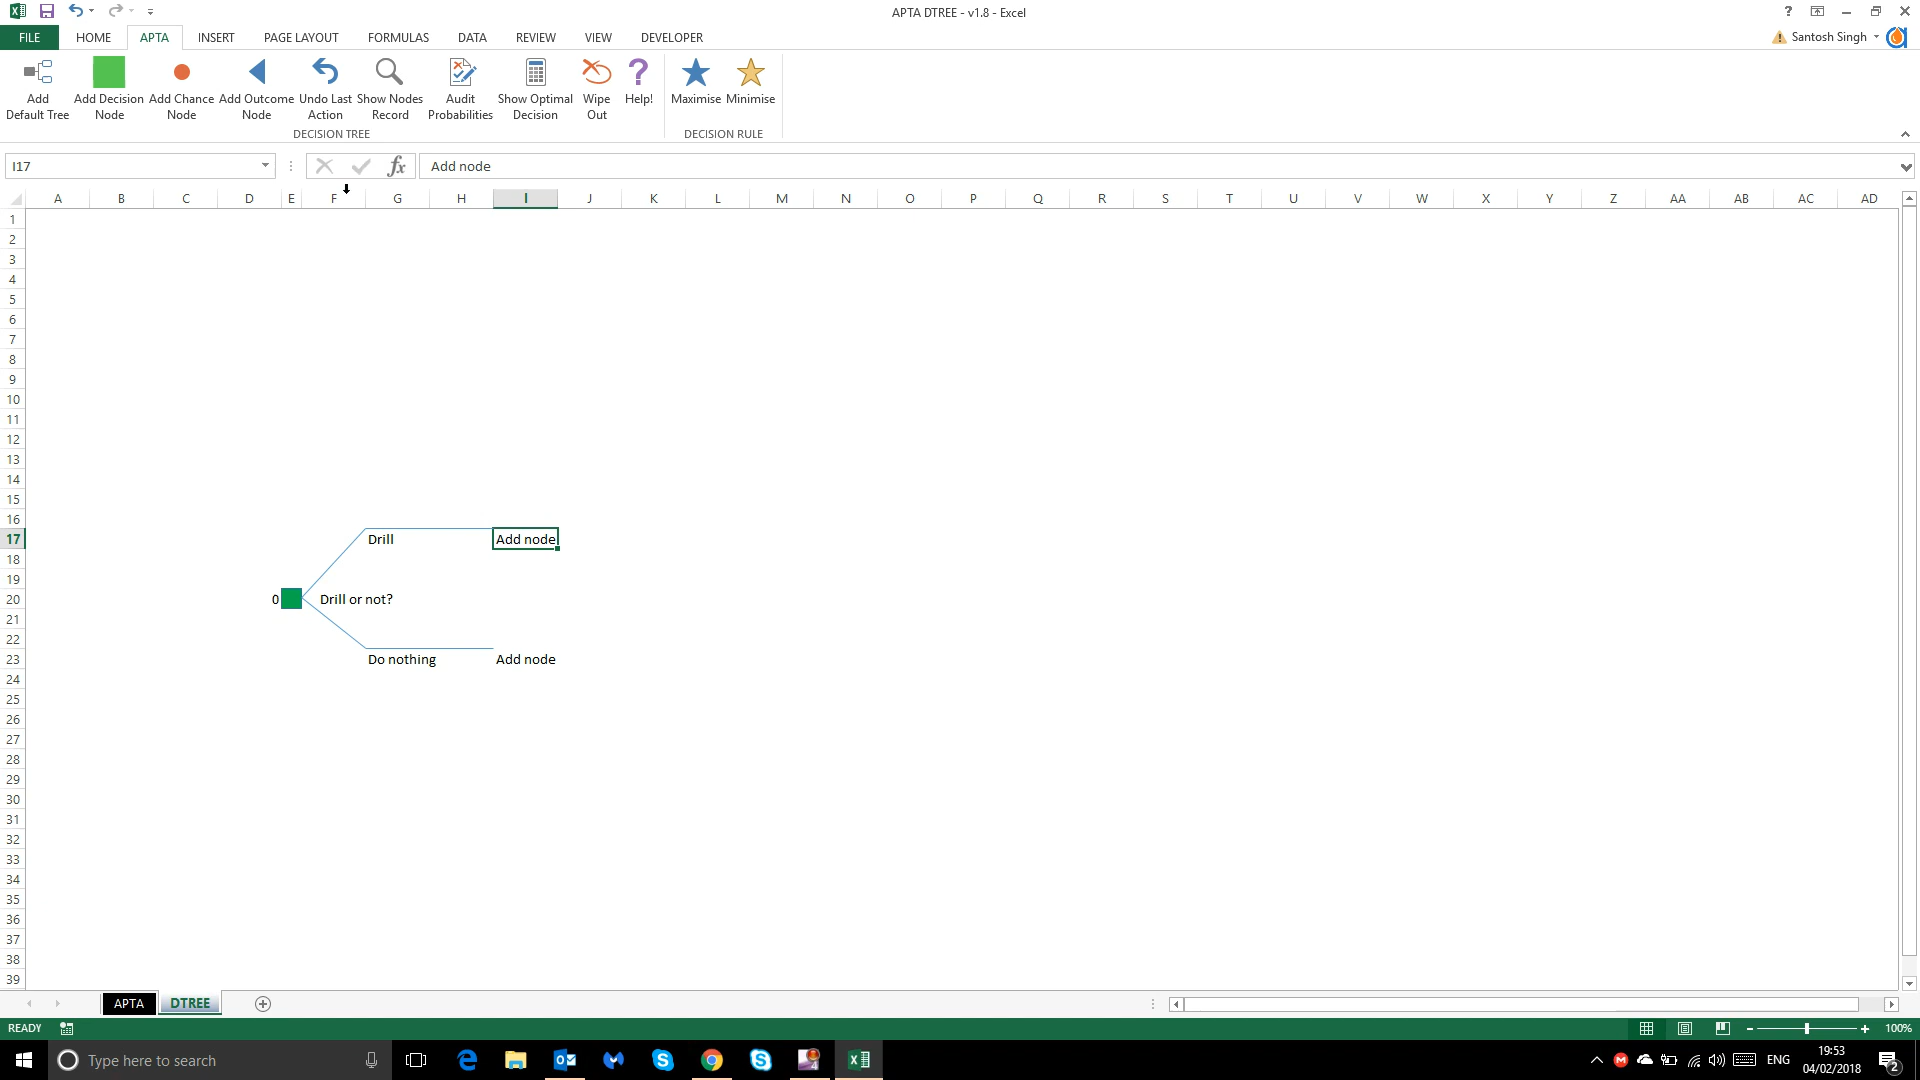 APTA DTREE - v1.8 - Excel
?
FILE HOME APTA INSERT PAGE LAYOUT FORMULAS DATA REVIEW VIEW DEVELOPER Santosh Singh
Add Default Tree
Add Decision Node
Add Chance Node
Add Outcome Node
Undo Last Action
Show Nodes Record
Audit Probabilities
Show Optimal Decision
Wipe Out
Help!
Maximise
Minimise
DECISION TREE
DECISION RULE
I17 fx Add node
A B C D E F G H I J K L M N O P Q R S T U V W X Y Z AA AB AC AD
1
2
3
4
5
6
7
8
9
10
11
12
13
14
15
16
17 Drill Add node
18
19
20 0 Drill or not?
21
22
23 Do nothing Add node
24
25
26
27
28
29
30
31
32
33
34
35
36
37
38
39
APTA DTREE
READY 100%
Type here to search
ENG
19:53
04/02/2018
2